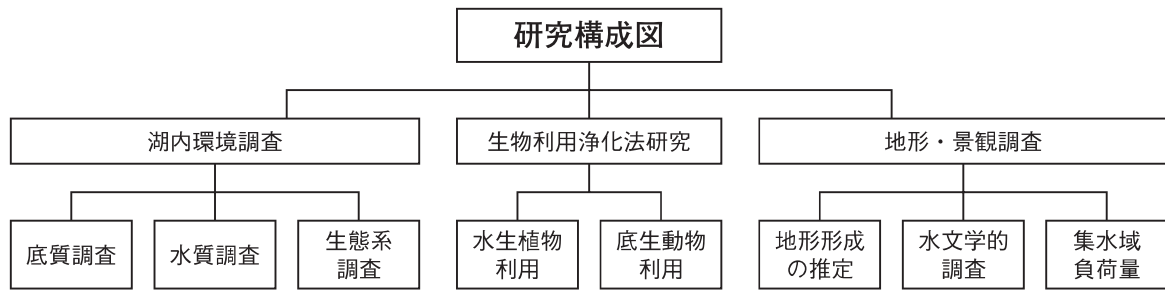 研究構成図
湖内環境調査
生物利用浄化法研究
地形・景観調査
底質調査
水質調査
生態系
調査
水生植物
利用
底生動物
利用
地形形成
の推定
水文学的
調査
集水域
負荷量